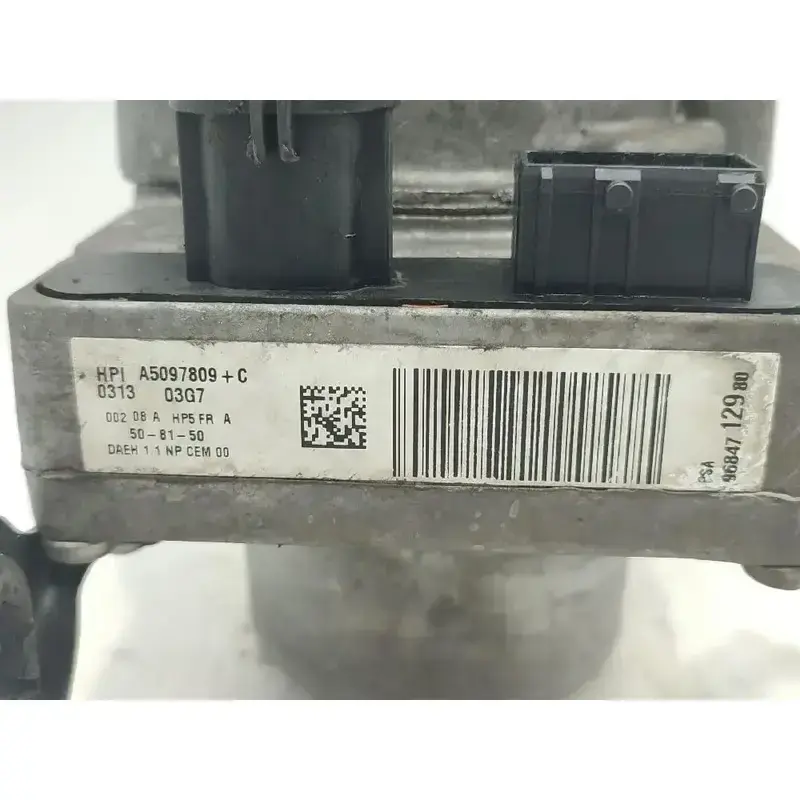 HPI A5097809+C
0313 03G7
002 08 A HP5 FR A
50-81-50
DAEH 1 1 NP CEM 00
PSA
96847 129 80